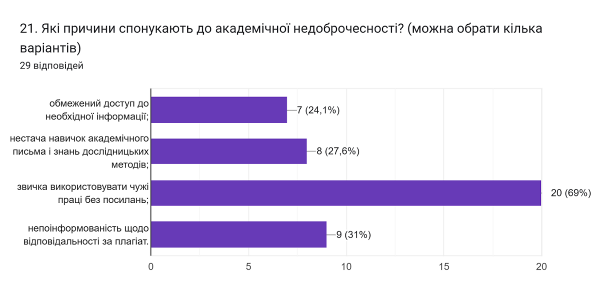 21. Які причини спонукають до академічної недоброчесності? (можна обрати кілька
варіантів)
29 відповідей
обмежений доступ до
необхідної інформації;
7 (24,1%)
нестача навичок академічного
письма і знань дослідницьких
методів;
8 (27,6%)
звичка використовувати чужі
праці без посилань;
20 (69%)
непоінформованість щодо
відповідальності за плагіат.
9 (31%)
0 5 10 15 20